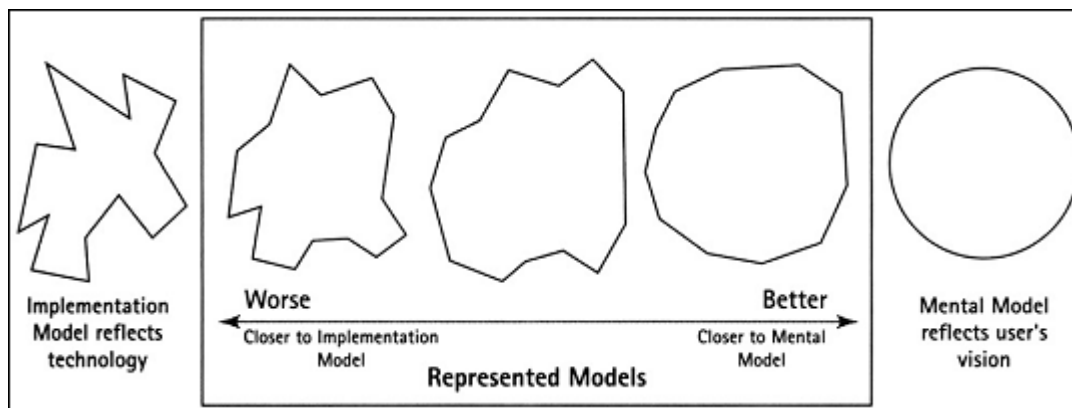 Implementation
Model reflects
technology
Worse
Closer to Implementation
Model
Better
Closer to Mental
Model
Represented Models
Mental Model
reflects user's
vision